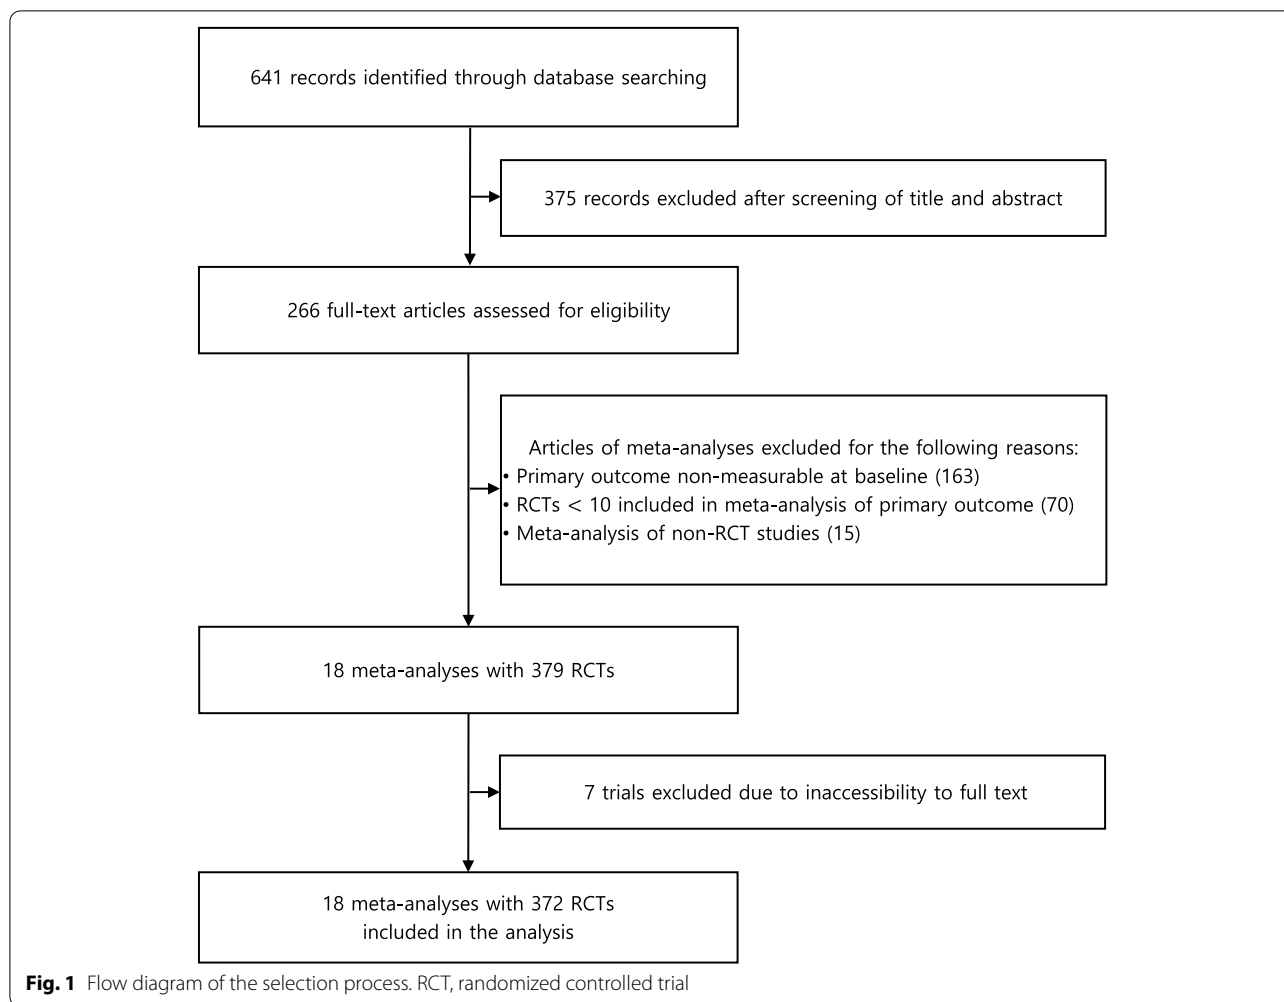 641 records identified through database searching
375 records excluded after screening of title and abstract
266 full-text articles assessed for eligibility
Articles of meta-analyses excluded for the following reasons:
• Primary outcome non-measurable at baseline (163)
• RCTs < 10 included in meta-analysis of primary outcome (70)
• Meta-analysis of non-RCT studies (15)
18 meta-analyses with 379 RCTs
7 trials excluded due to inaccessibility to full text
18 meta-analyses with 372 RCTs
included in the analysis
Fig. 1 Flow diagram of the selection process. RCT, randomized controlled trial